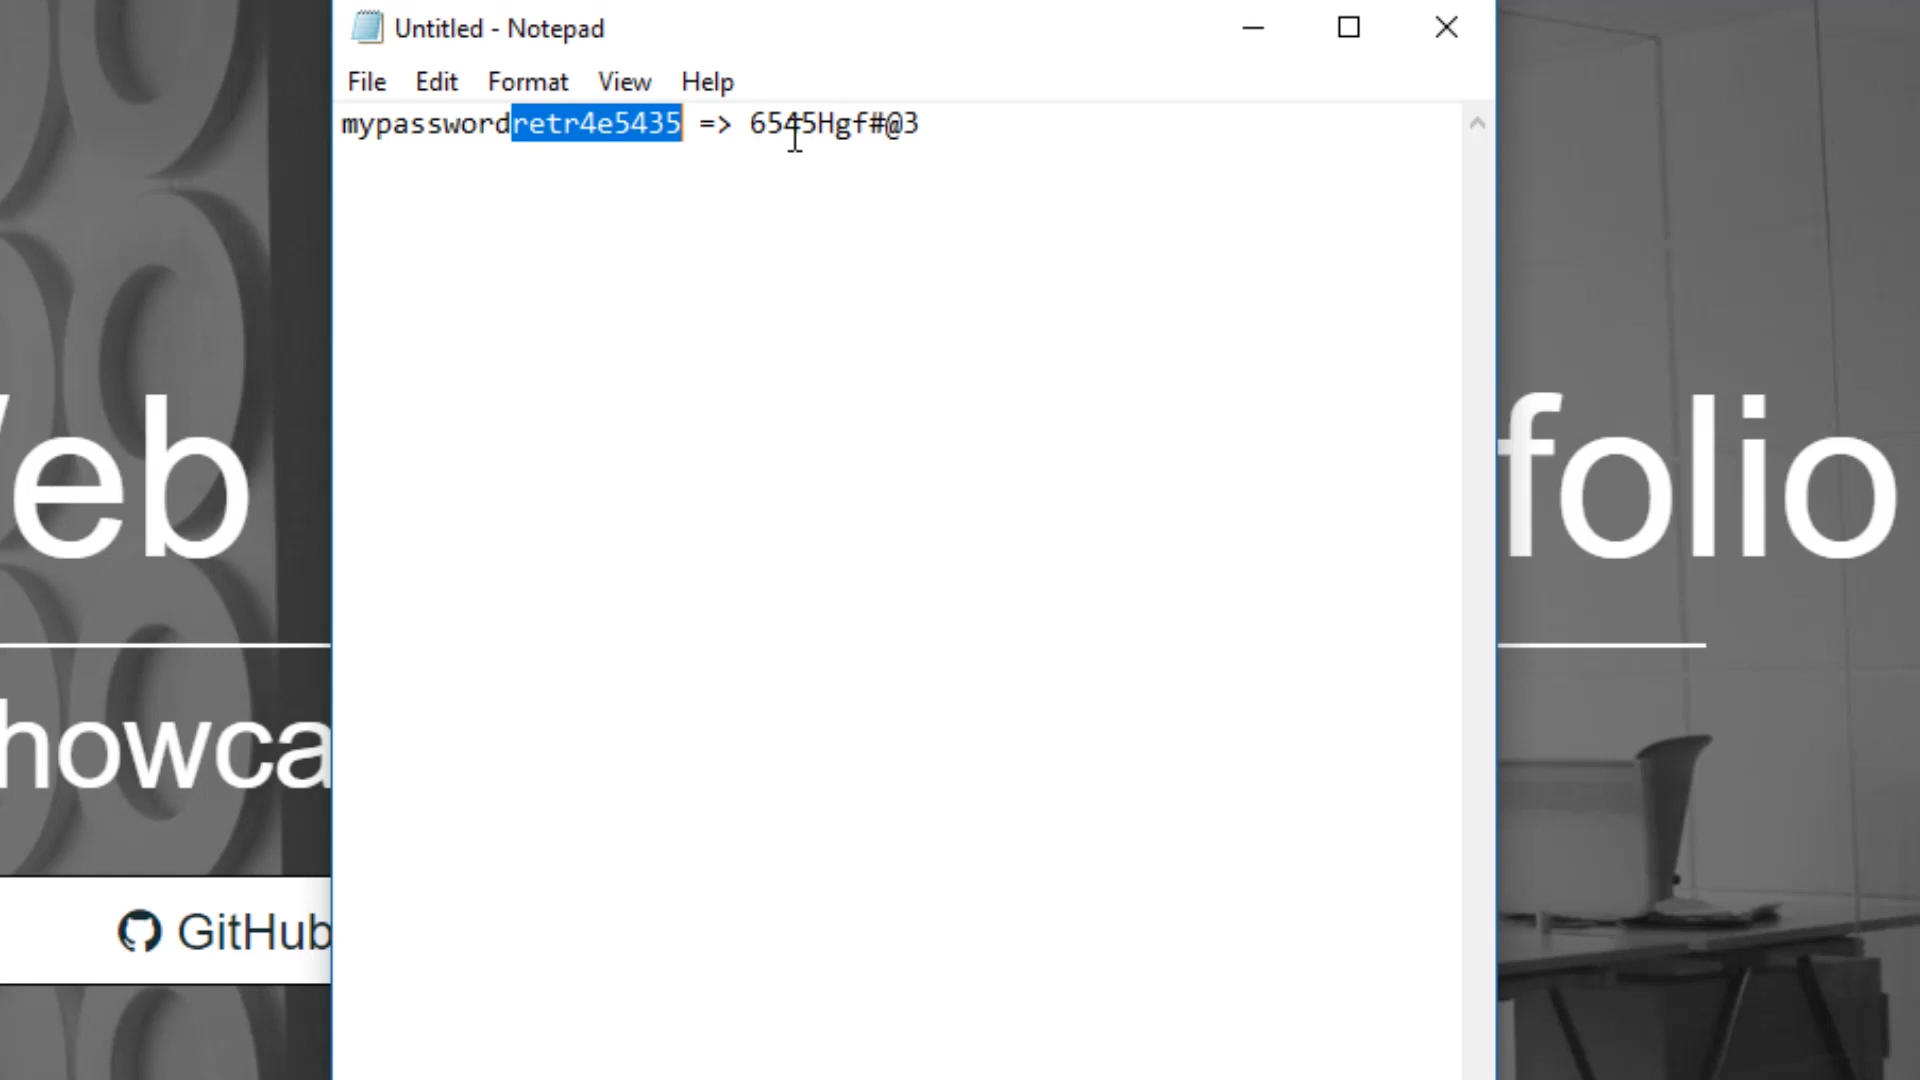 Untitled - Notepad
File Edit Format View Help
mypasswordretr4e5435 => 6545Hgf#@3
eb
folio
howca
GitHub